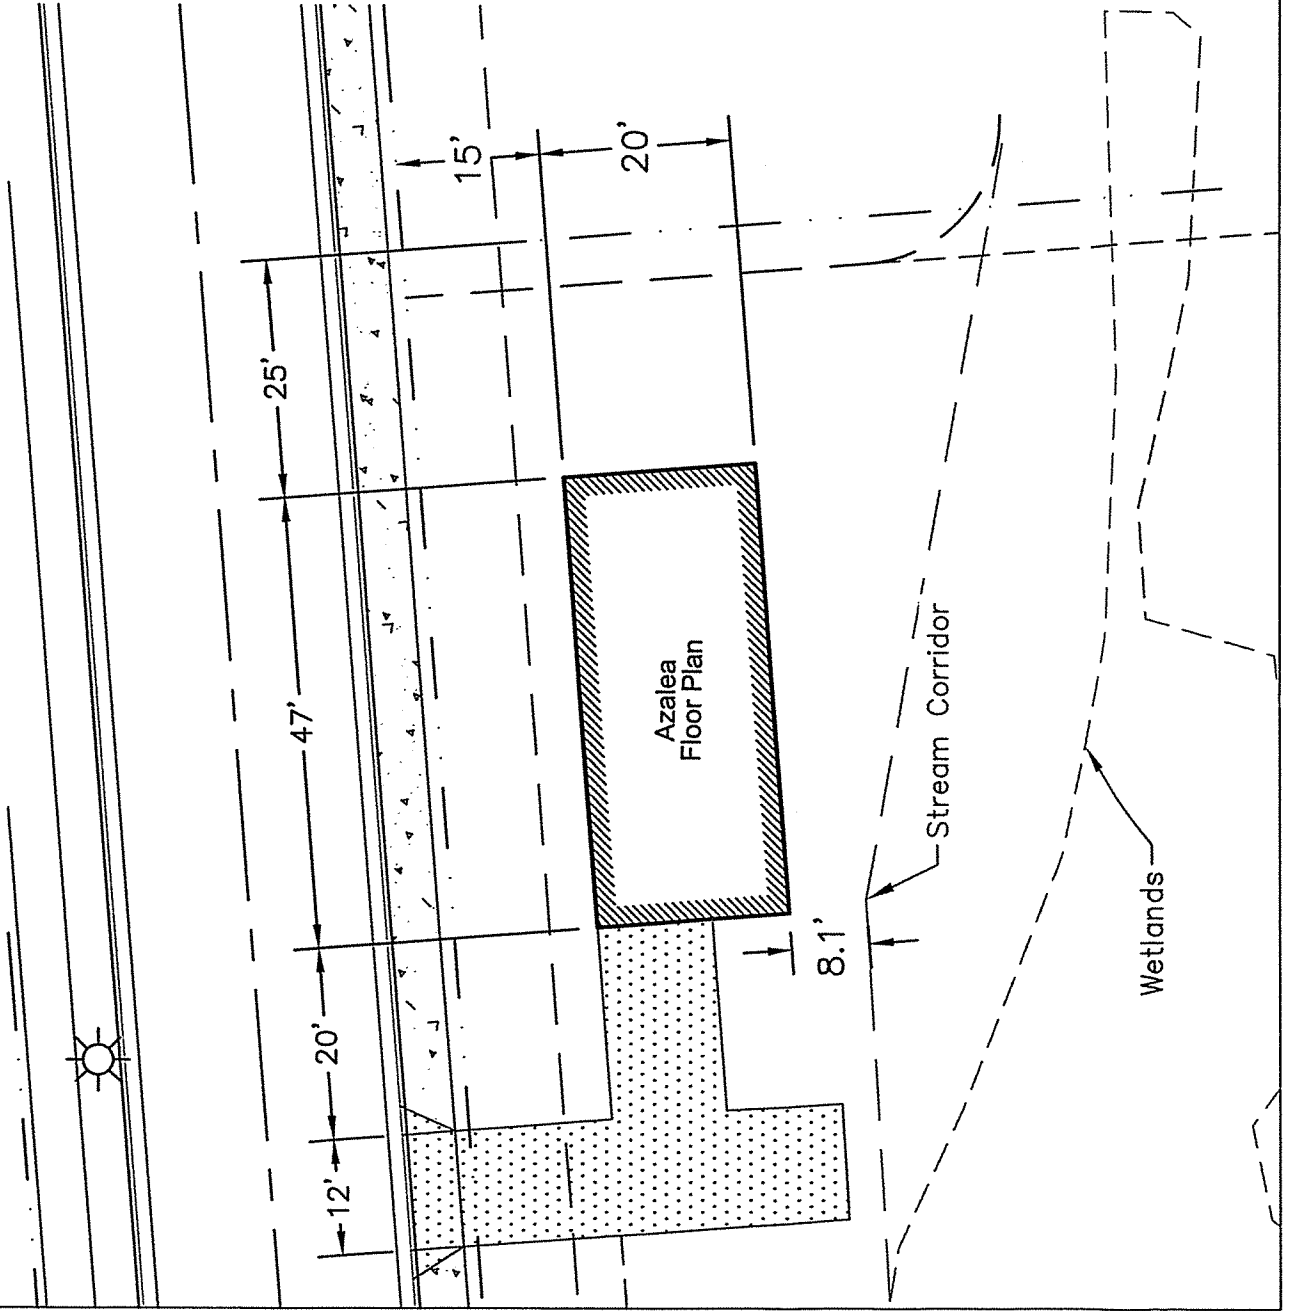 15'
20'
25'
47'
Azalea
Floor Plan
Stream Corridor
20'
8.1'
Wetlands
12'